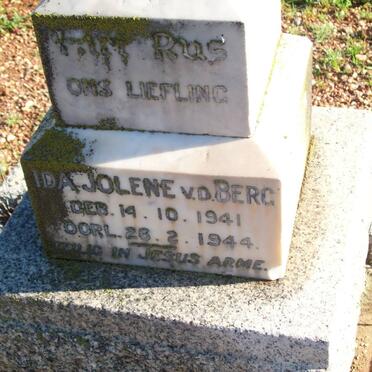 Rus
ONS LIEFLING
IDA JOLENE V.D. BERG
GEB. 14.10.1941
OORL. 28.2.1944.
IN JESUS ARME.